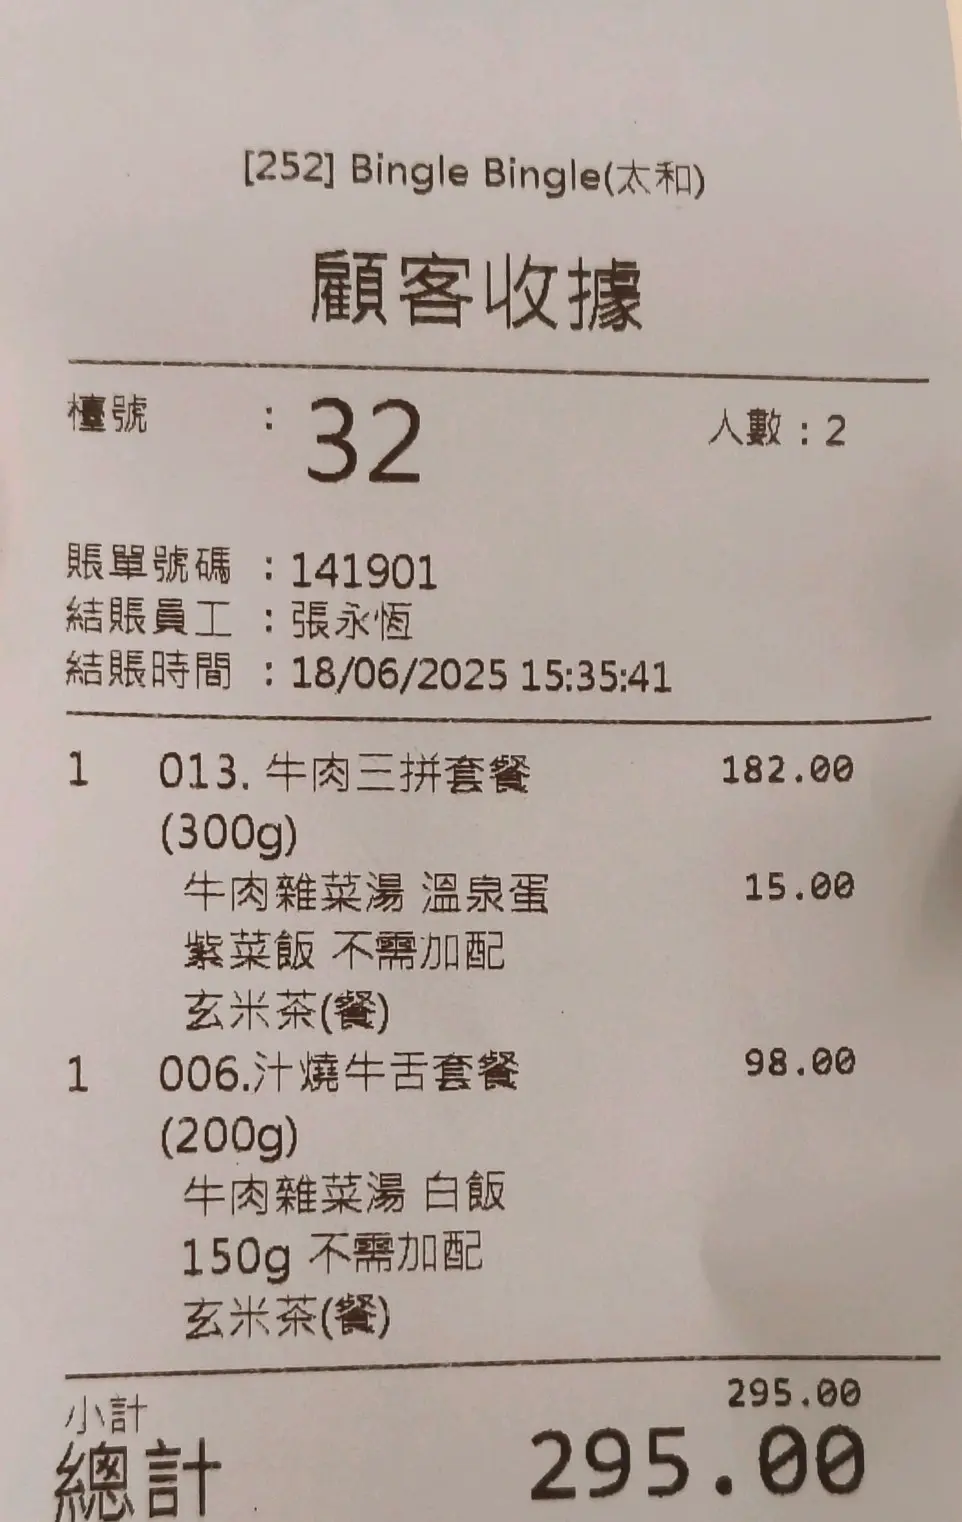 [252] Bingle Bingle(太和)
顧客收據
檯號 : 32 人數 : 2
賬單號碼 : 141901
結賬員工 : 張永恆
結賬時間 : 18/06/2025 15:35:41
1 013. 牛肉三拼套餐 182.00
(300g)
牛肉雜菜湯 溫泉蛋 15.00
紫菜飯 不需加配
玄米茶(餐)
1 006.汁燒牛舌套餐 98.00
(200g)
牛肉雜菜湯 白飯
150g 不需加配
玄米茶(餐)
小計 295.00
總計 295.00